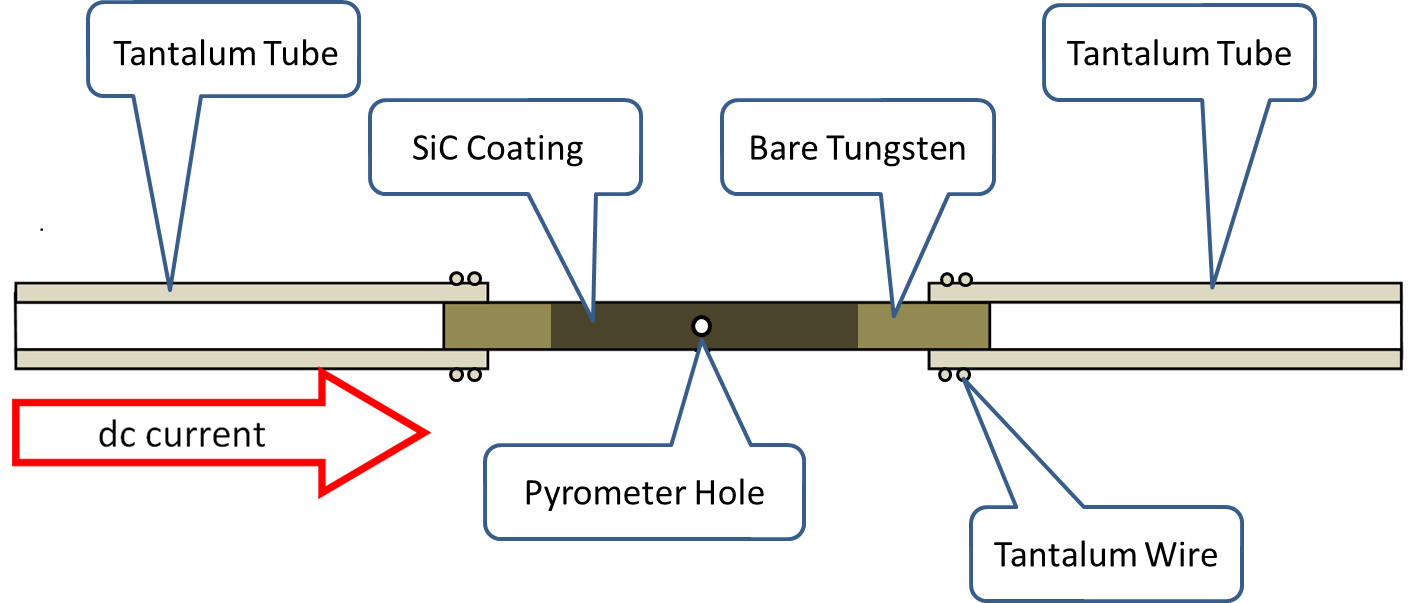 Tantalum Tube
Tantalum Tube
SiC Coating
Bare Tungsten
dc current
Pyrometer Hole
Tantalum Wire